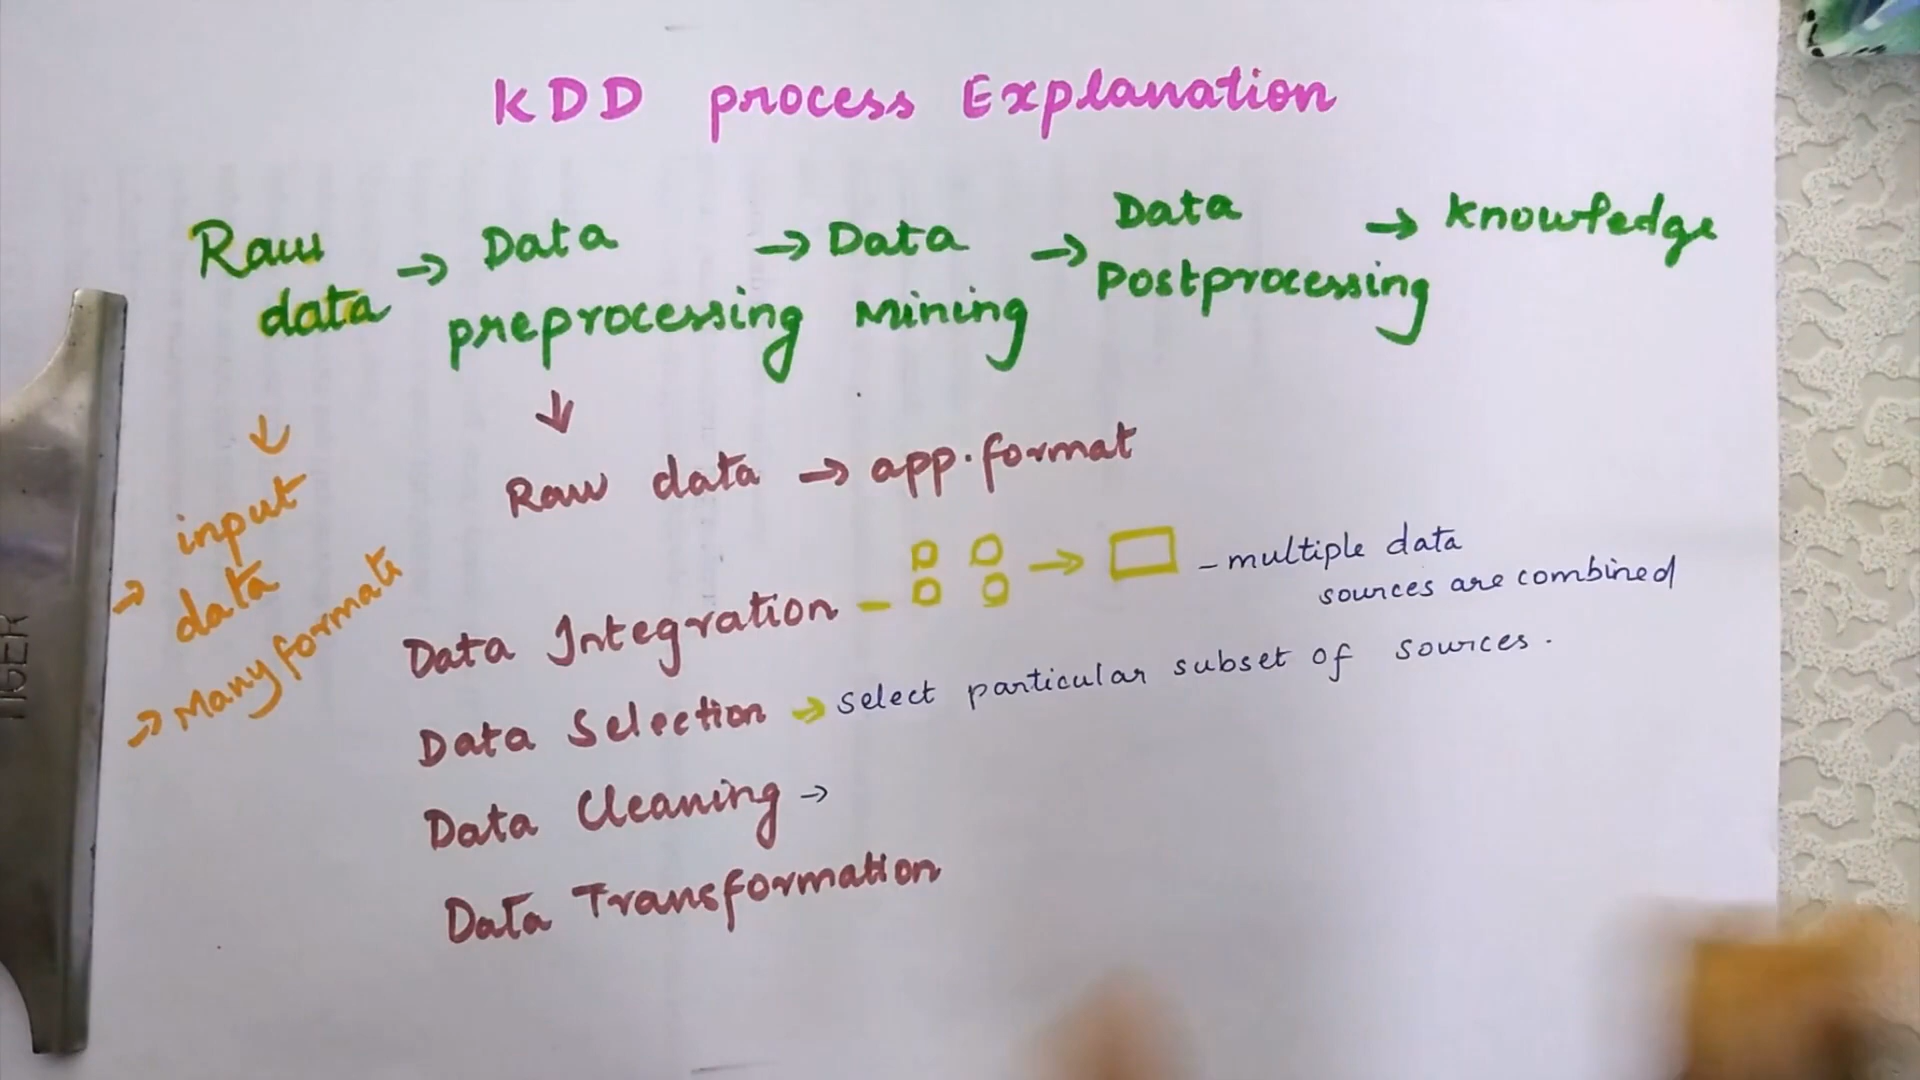 KDD process Explanation
Raw data → Data preprocessing → Data Mining → Data Postprocessing → knowledge
↓
→ input data
→ Many formats
↓
Raw data → app.format
Data Integration – → – multiple data sources are combined
Data Selection → select particular subset of sources.
Data Cleaning →
Data Transformation
TIGER